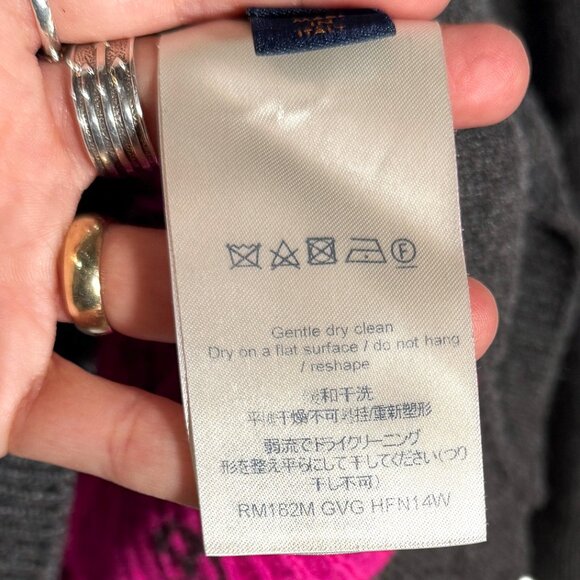 ITALY
F
Gentle dry clean
Dry on a flat surface / do not hang
/ reshape
和干洗
平 干燥不可 挂/重新塑形
弱流でドライクリーニング
形を整え平らにして干してください(つり
干し不可)
RM182M GVG HFN14W